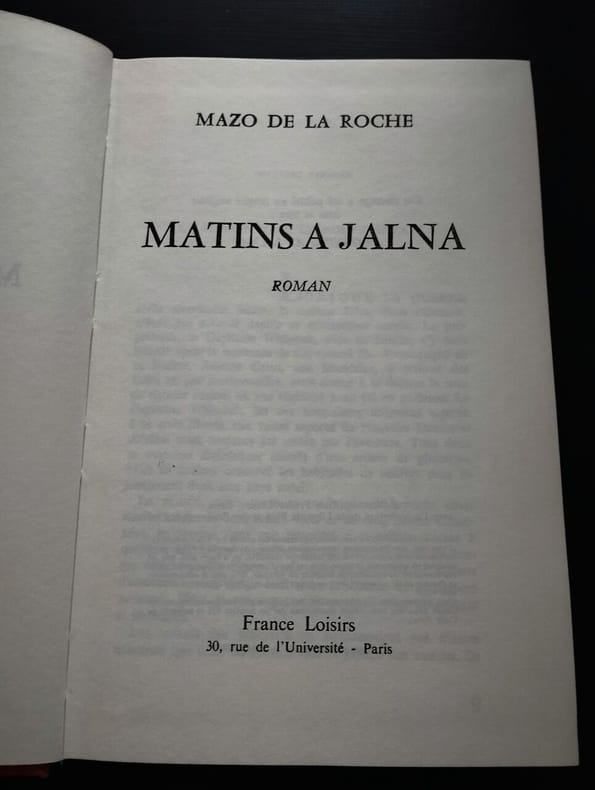 MAZO DE LA ROCHE
MATINS A JALNA
ROMAN
France Loisirs
30, rue de l'Université - Paris